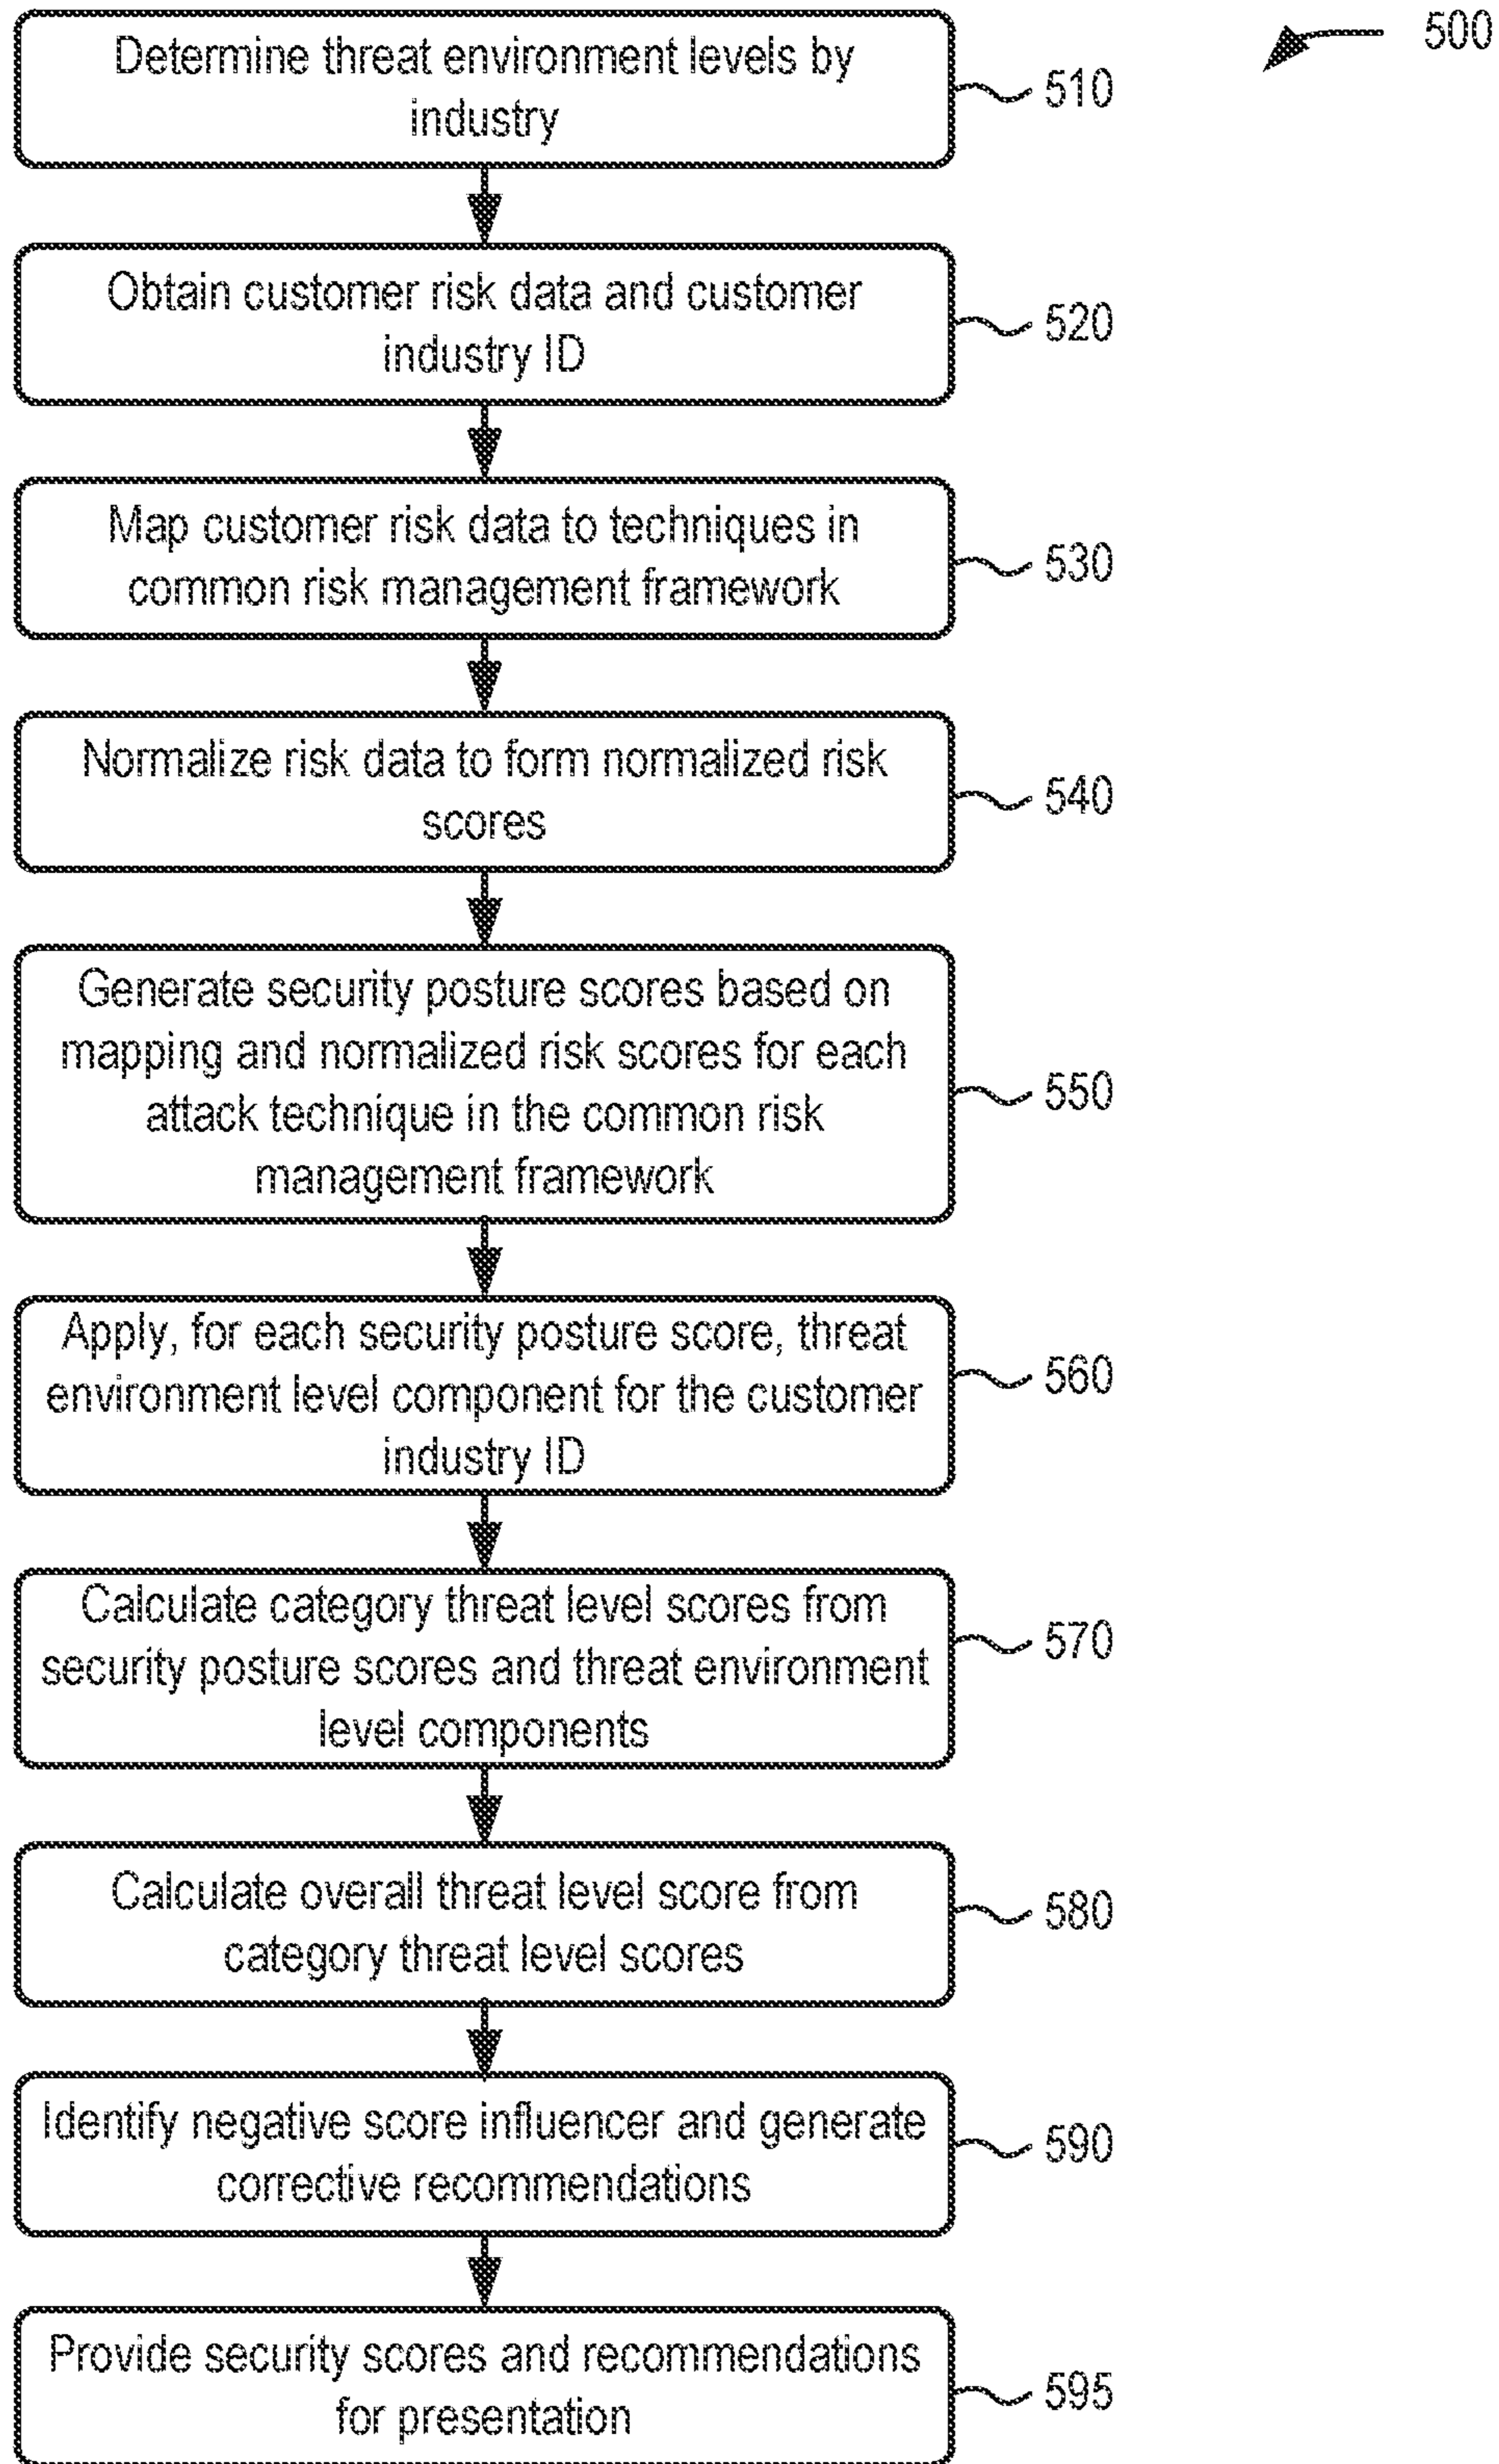 500
Determine threat environment levels by
industry
510
Obtain customer risk data and customer
industry ID
520
Map customer risk data to techniques in
common risk management framework
530
Normalize risk data to form normalized risk
scores
540
Generate security posture scores based on
mapping and normalized risk scores for each
attack technique in the common risk
management framework
550
Apply, for each security posture score, threat
environment level component for the customer
industry ID
560
Calculate category threat level scores from
security posture scores and threat environment
level components
570
Calculate overall threat level score from
category threat level scores
580
Identify negative score influencer and generate
corrective recommendations
590
Provide security scores and recommendations
for presentation
595